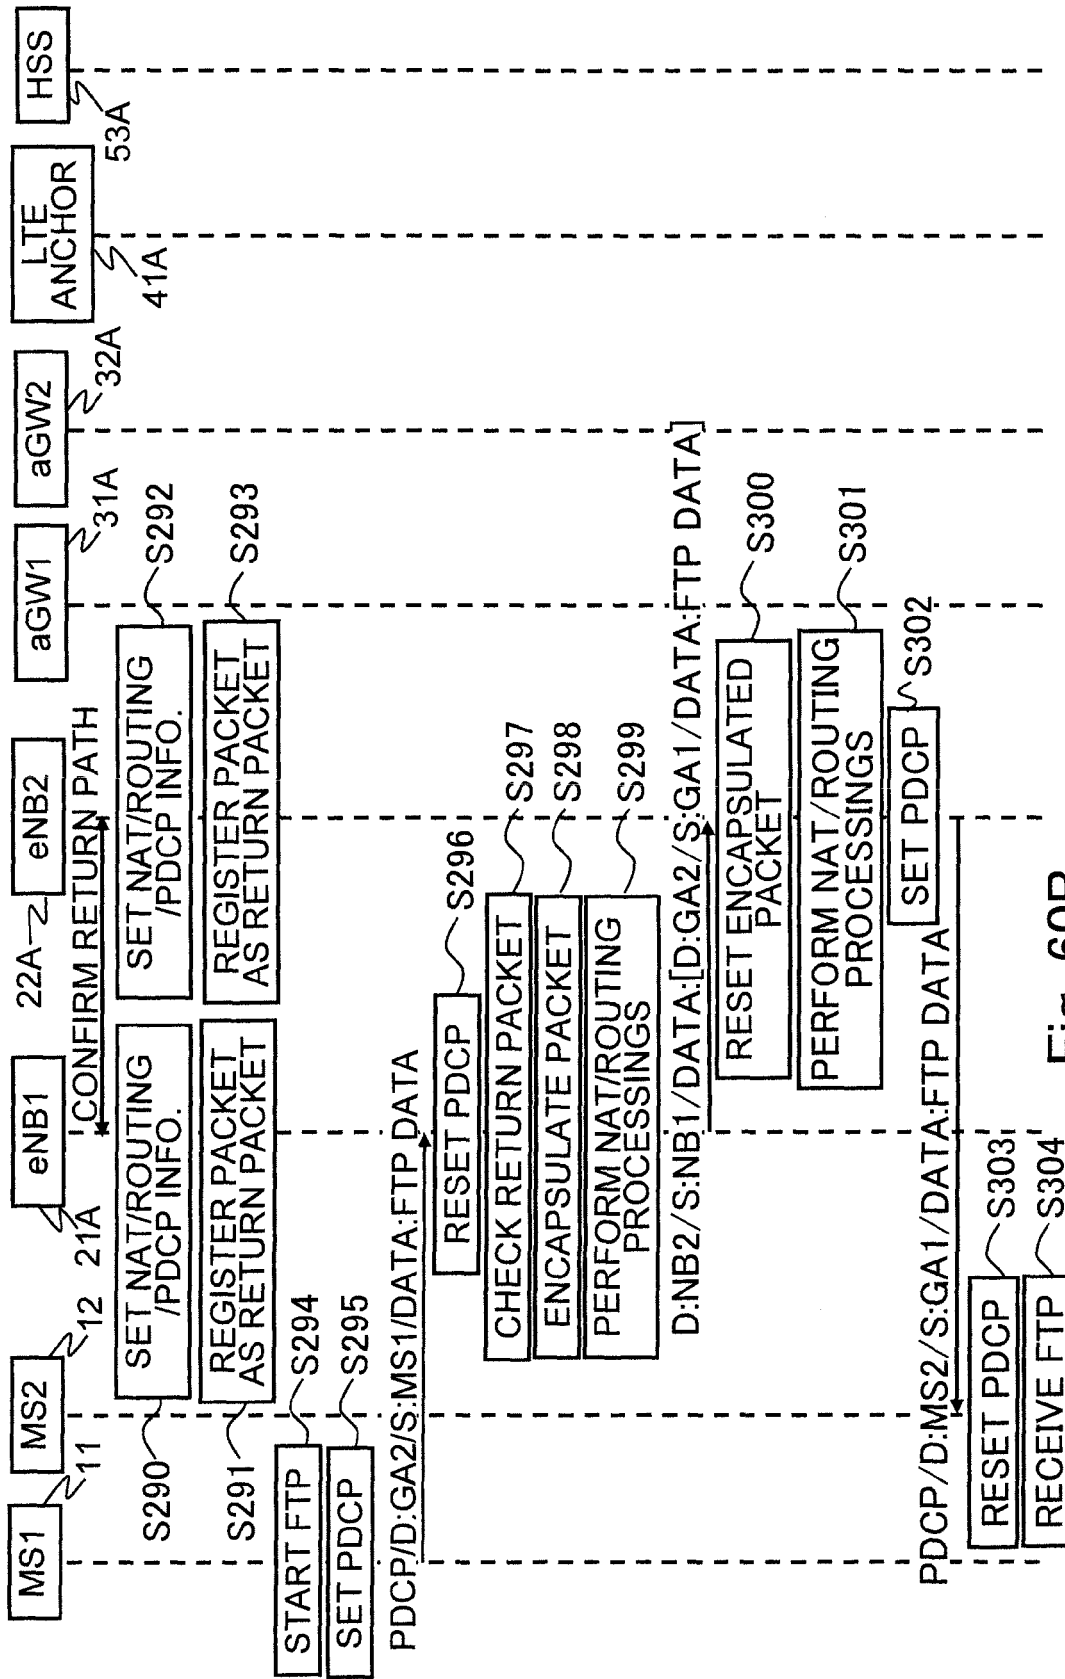 MS1
11
MS2
12
eNB1
21A
eNB2
22A
aGW1
31A
aGW2
32A
LTE
ANCHOR
41A
HSS
53A
CONFIRM RETURN PATH
S290
SET NAT/ROUTING
/PDCP INFO.
SET NAT/ROUTING
/PDCP INFO.
S292
S291
REGISTER PACKET
AS RETURN PACKET
REGISTER PACKET
AS RETURN PACKET
S293
START FTP
S294
SET PDCP
S295
PDCP/D:GA2/S:MS1/DATA:FTP DATA
RESET PDCP
S296
CHECK RETURN PACKET
S297
ENCAPSULATE PACKET
S298
PERFORM NAT/ROUTING
PROCESSINGS
S299
D:NB2/S:NB1/DATA:[D:GA2/S:GA1/DATA:FTP DATA]
RESET ENCAPSULATED
PACKET
S300
PERFORM NAT/ROUTING
PROCESSINGS
S301
SET PDCP
S302
PDCP/D:MS2/S:GA1/DATA:FTP DATA
RESET PDCP
S303
RECEIVE FTP
S304
Fig. 60B